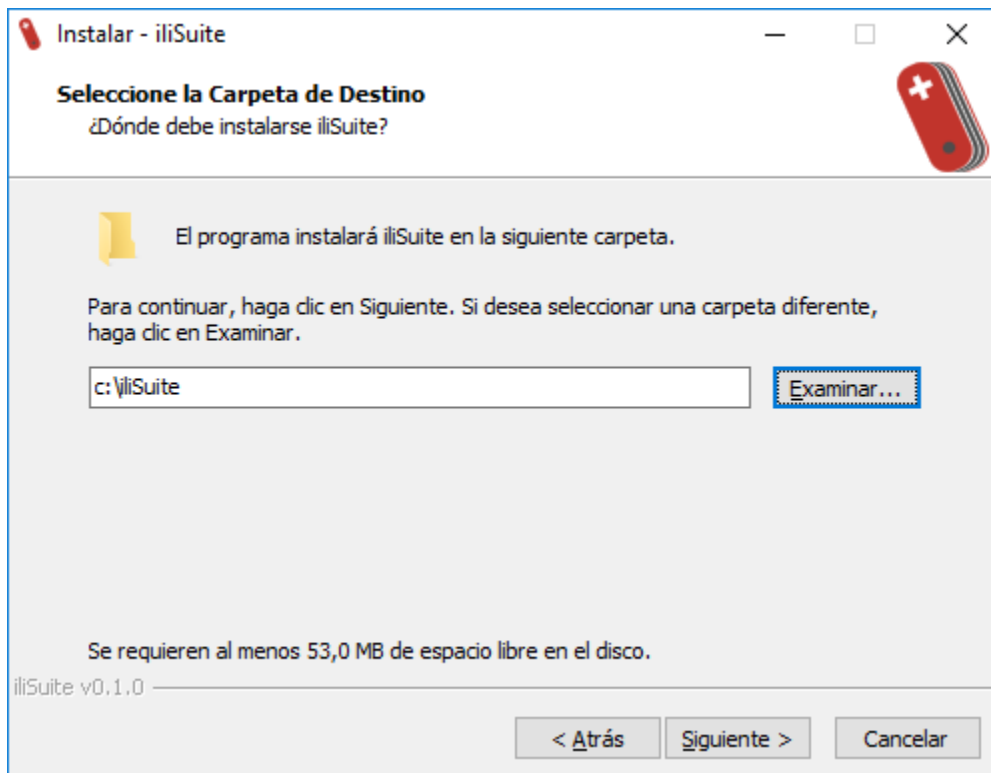 Instalar - iliSuite
Seleccione la Carpeta de Destino
¿Dónde debe instalarse iliSuite?
El programa instalará iliSuite en la siguiente carpeta.
Para continuar, haga clic en Siguiente. Si desea seleccionar una carpeta diferente,
haga clic en Examinar.
c:\iliSuite
Examinar...
Se requieren al menos 53,0 MB de espacio libre en el disco.
iliSuite v0.1.0
< Atrás
Siguiente >
Cancelar